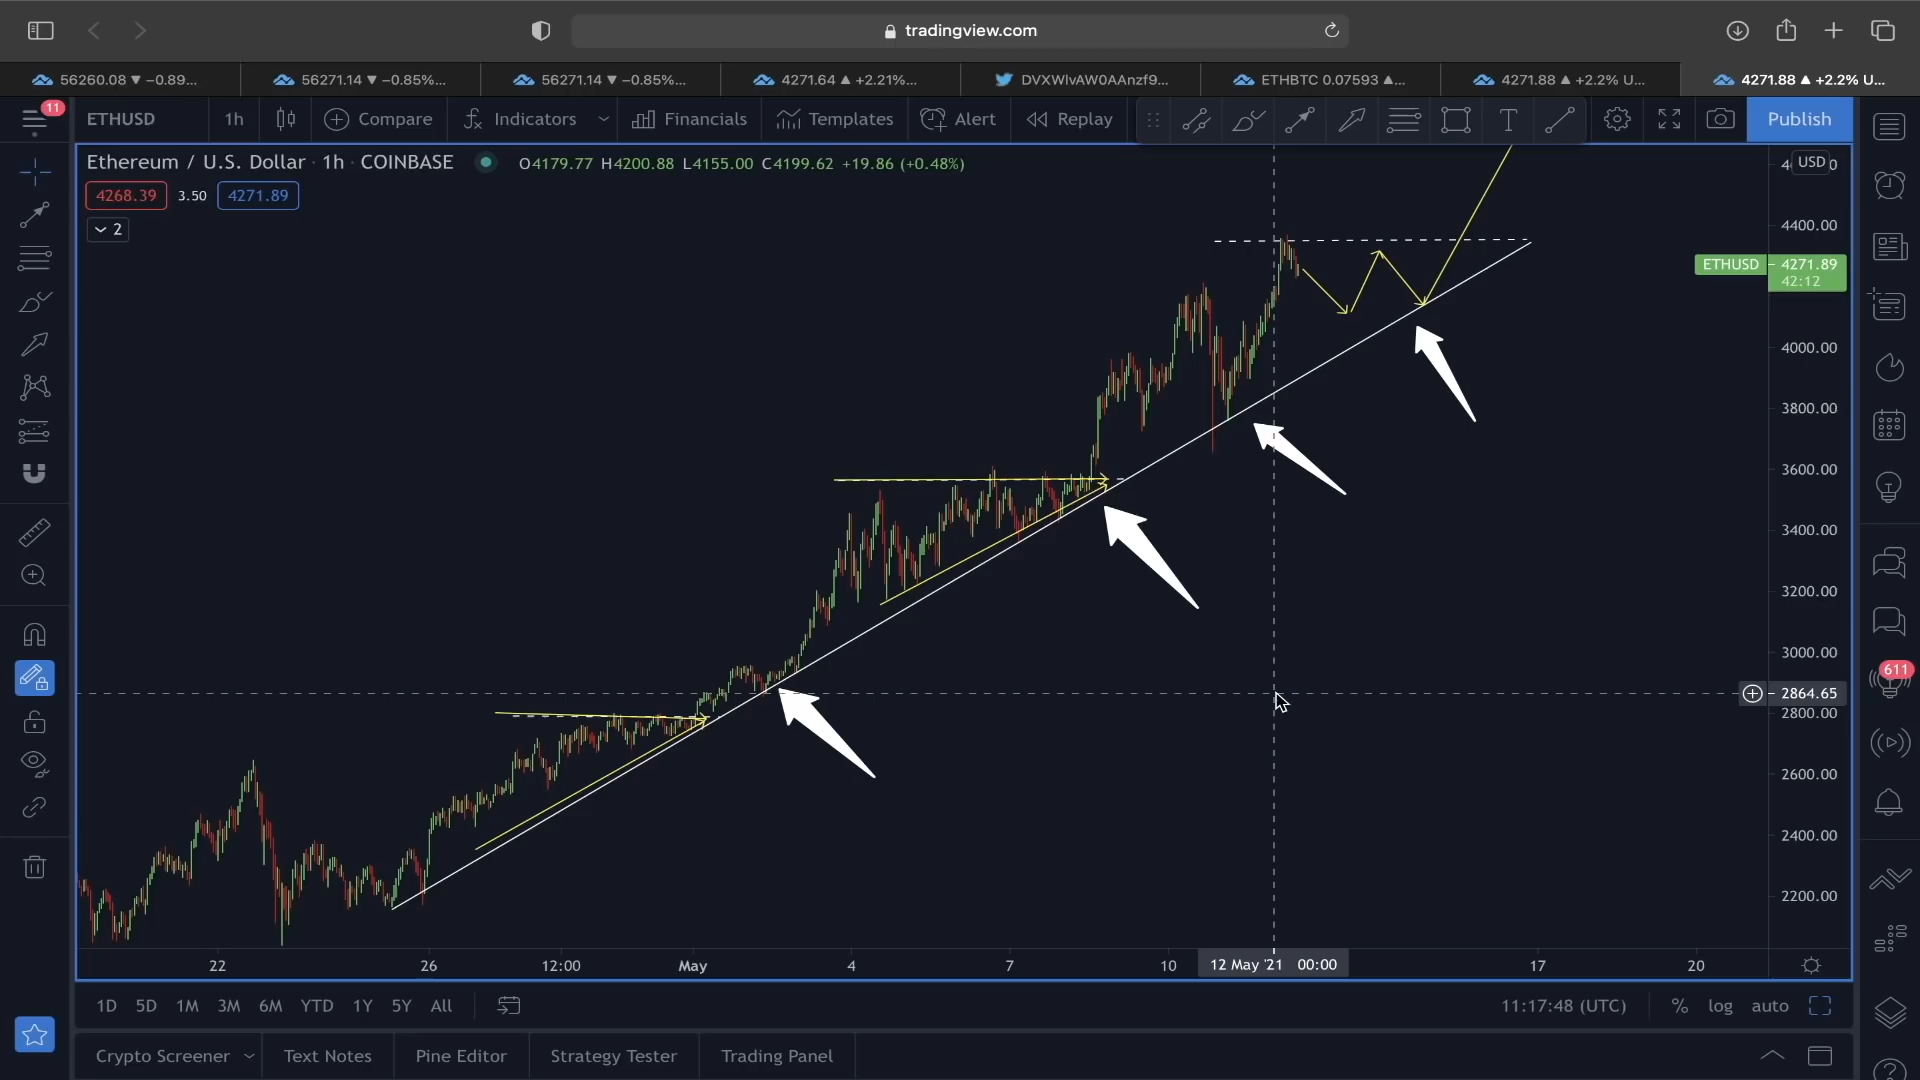 tradingview.com
56260.08 ▼ −0.89...
56271.14 ▼ −0.85%...
56271.14 ▼ −0.85%...
4271.64 ▲ +2.21%...
DVXWlvAW0AAnzf9...
ETHBTC 0.07593 ▲...
4271.88 ▲ +2.2% U...
4271.88 ▲ +2.2% U...
11
ETHUSD
1h
Compare
Indicators
Financials
Templates
Alert
Replay
T
Publish
Ethereum / U.S. Dollar · 1h · COINBASE
O4179.77 H4200.88 L4155.00 C4199.62 +19.86 (+0.48%)
USD
4268.39
3.50
4271.89
2
4400.00
ETHUSD
4271.89
42:12
4000.00
3800.00
3600.00
3400.00
3200.00
3000.00
611
2864.65
2800.00
2600.00
2400.00
2200.00
22
26
12:00
May
4
7
10
12 May '21 00:00
17
20
1D
5D
1M
3M
6M
YTD
1Y
5Y
All
11:17:48 (UTC)
%
log
auto
Crypto Screener
Text Notes
Pine Editor
Strategy Tester
Trading Panel